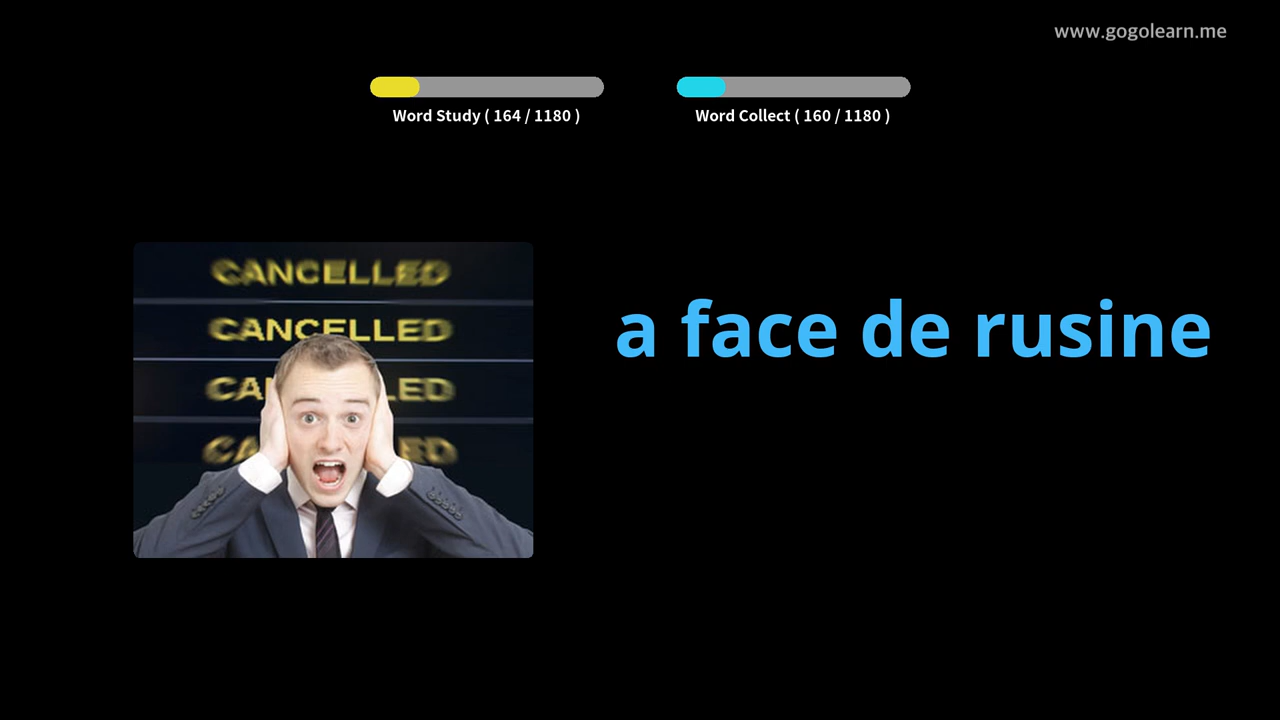 www.gogolearn.me
Word Study ( 164 / 1180 )
Word Collect ( 160 / 1180 )
CANCELLED
CANCELLED
a face de rusine